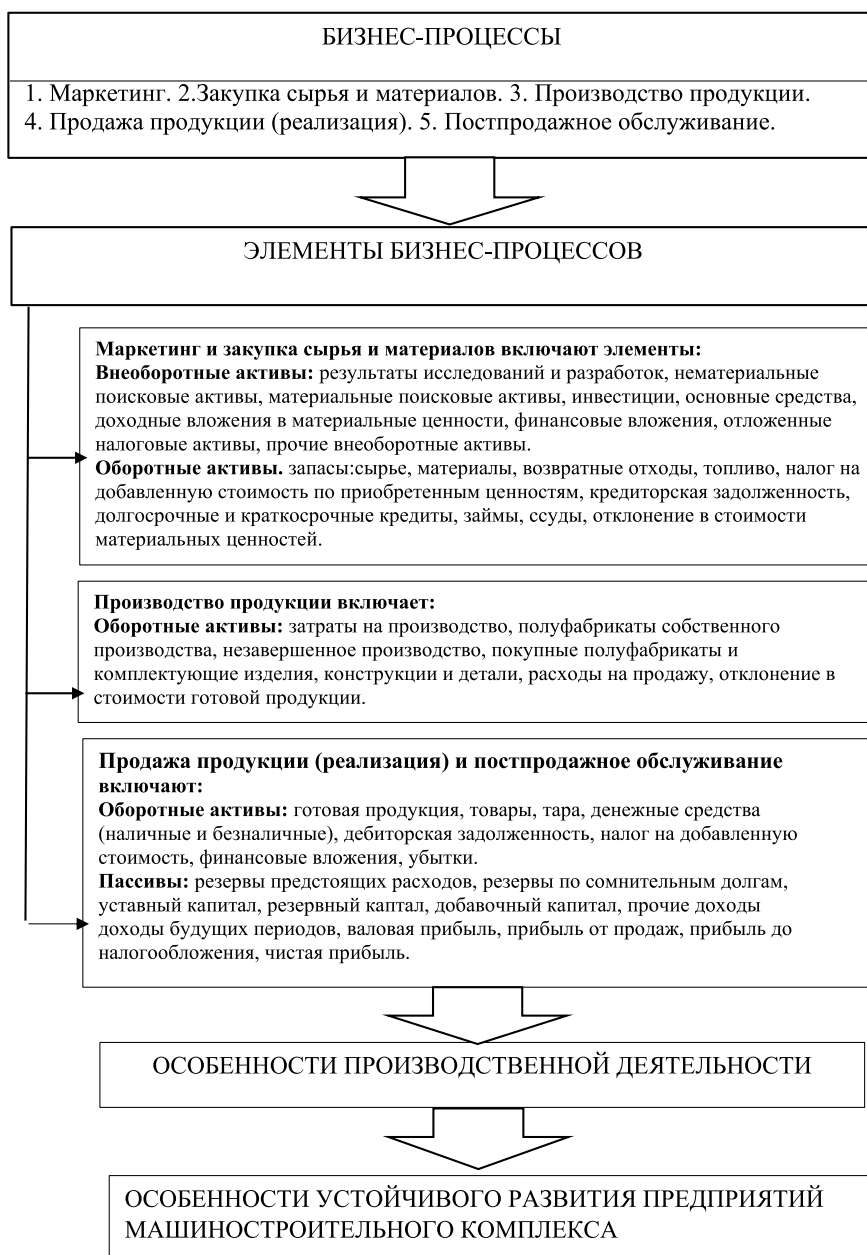 БИЗНЕС-ПРОЦЕССЫ
1. Маркетинг. 2.Закупка сырья и материалов. 3. Производство продукции.
4. Продажа продукции (реализация). 5. Постпродажное обслуживание.
ЭЛЕМЕНТЫ БИЗНЕС-ПРОЦЕССОВ
Маркетинг и закупка сырья и материалов включают элементы:
Внеоборотные активы: результаты исследований и разработок, нематериальные
поисковые активы, материальные поисковые активы, инвестиции, основные средства,
доходные вложения в материальные ценности, финансовые вложения, отложенные
налоговые активы, прочие внеоборотные активы.
Оборотные активы. запасы:сырье, материалы, возвратные отходы, топливо, налог на
добавленную стоимость по приобретенным ценностям, кредиторская задолженность,
долгосрочные и краткосрочные кредиты, займы, ссуды, отклонение в стоимости
материальных ценностей.
Производство продукции включает:
Оборотные активы: затраты на производство, полуфабрикаты собственного
производства, незавершенное производство, покупные полуфабрикаты и
комплектующие изделия, конструкции и детали, расходы на продажу, отклонение в
стоимости готовой продукции.
Продажа продукции (реализация) и постпродажное обслуживание
включают:
Оборотные активы: готовая продукция, товары, тара, денежные средства
(наличные и безналичные), дебиторская задолженность, налог на добавленную
стоимость, финансовые вложения, убытки.
Пассивы: резервы предстоящих расходов, резервы по сомнительным долгам,
уставный капитал, резервный каптал, добавочный капитал, прочие доходы
доходы будущих периодов, валовая прибыль, прибыль от продаж, прибыль до
налогообложения, чистая прибыль.
ОСОБЕННОСТИ ПРОИЗВОДСТВЕННОЙ ДЕЯТЕЛЬНОСТИ
ОСОБЕННОСТИ УСТОЙЧИВОГО РАЗВИТИЯ ПРЕДПРИЯТИЙ
МАШИНОСТРОИТЕЛЬНОГО КОМПЛЕКСА